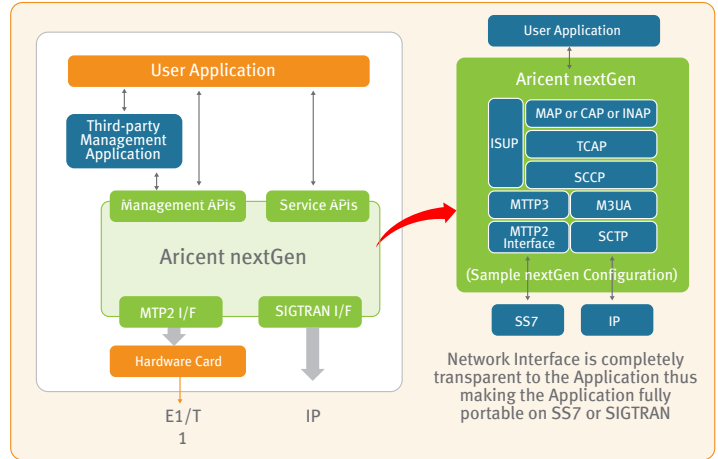 User Application
Third-party
Management
Application
Management APIs
Service APIs
Aricent nextGen
MTP2 I/F
SIGTRAN I/F
Hardware Card
E1/T
1
IP
User Application
Aricent nextGen
ISUP
MAP or CAP or INAP
TCAP
SCCP
MTTP3
M3UA
MTTP2
Interface
SCTP
(Sample nextGen Configuration)
SS7
IP
Network Interface is completely
transparent to the Application thus
making the Application fully
portable on SS7 or SIGTRAN